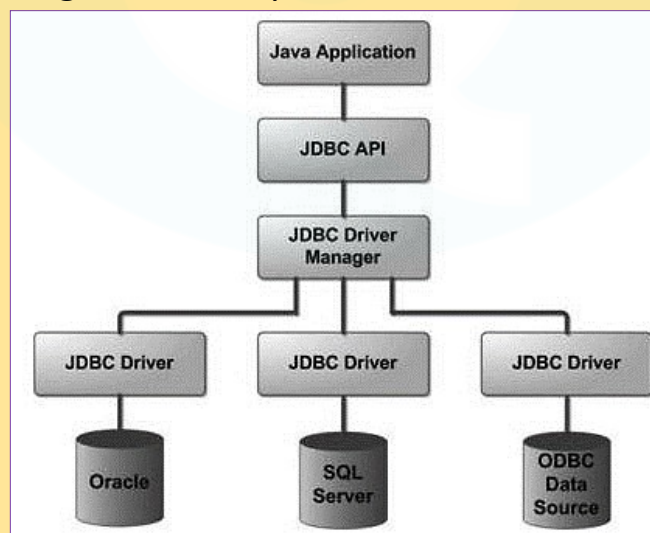 Java Application
JDBC API
JDBC Driver
Manager
JDBC Driver
JDBC Driver
JDBC Driver
Oracle
SQL
Server
ODBC
Data
Source